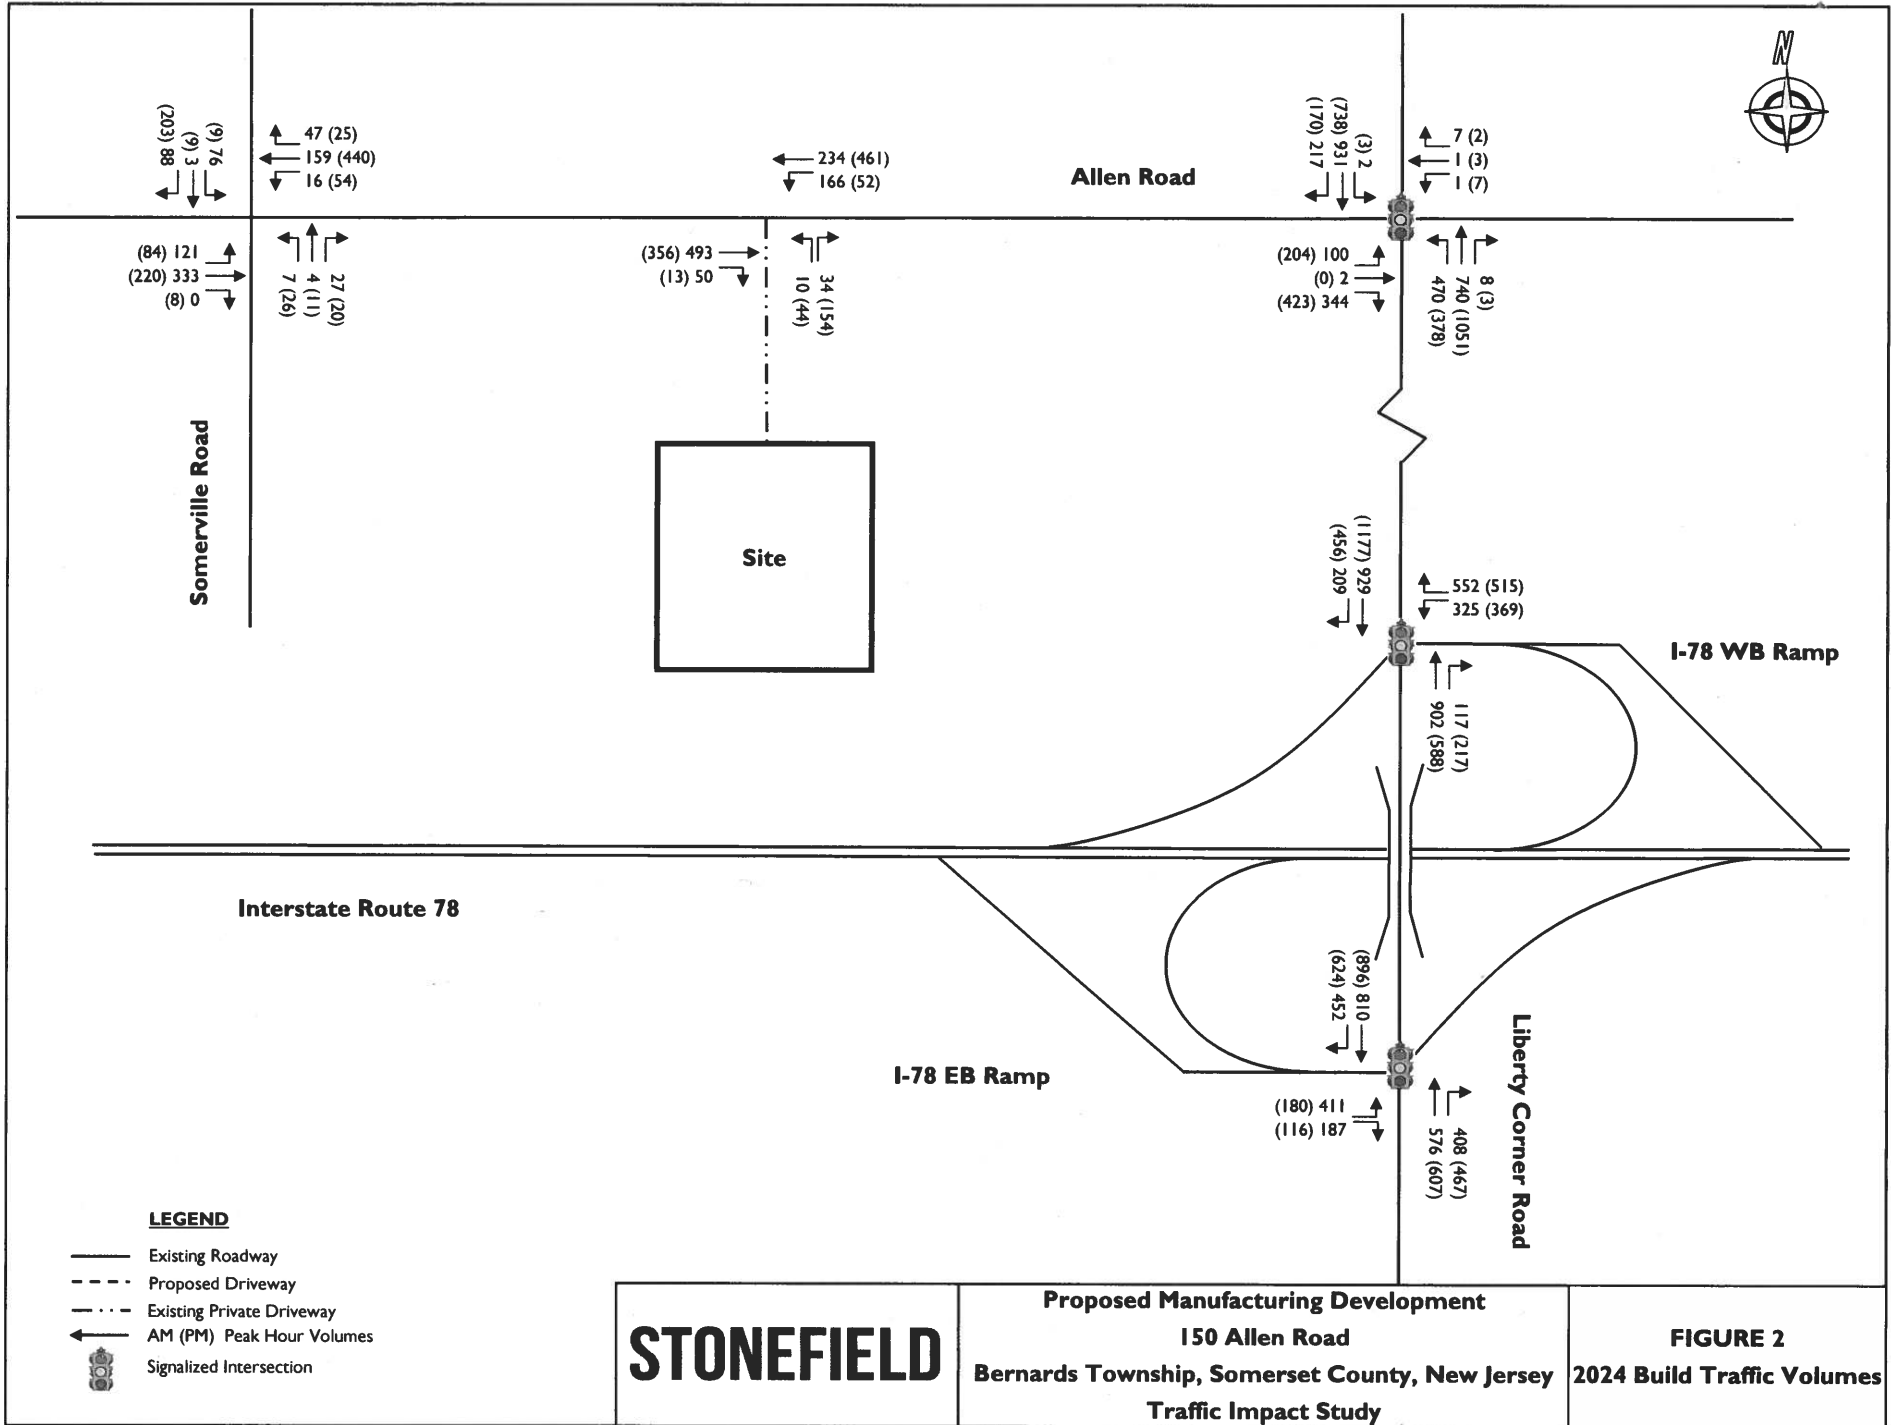 N
(203) 88
(9) 3
(9) 76
47 (25)
159 (440)
16 (54)
234 (461)
166 (52)
Allen Road
(170) 217
(738) 931
(3) 2
7 (2)
1 (3)
1 (7)
(84) 121
(220) 333
(8) 0
7 (26)
4 (11)
27 (20)
(356) 493
(13) 50
10 (44)
34 (154)
(204) 100
(0) 2
(423) 344
470 (378)
740 (1051)
8 (3)
Somerville Road
Site
(456) 209
(1177) 929
552 (515)
325 (369)
I-78 WB Ramp
902 (588)
117 (217)
Interstate Route 78
(624) 452
(896) 810
I-78 EB Ramp
(180) 411
(116) 187
576 (607)
408 (467)
Liberty Corner Road
LEGEND
Existing Roadway
Proposed Driveway
Existing Private Driveway
AM (PM) Peak Hour Volumes
Signalized Intersection
STONEFIELD
Proposed Manufacturing Development
150 Allen Road
Bernards Township, Somerset County, New Jersey
Traffic Impact Study
FIGURE 2
2024 Build Traffic Volumes